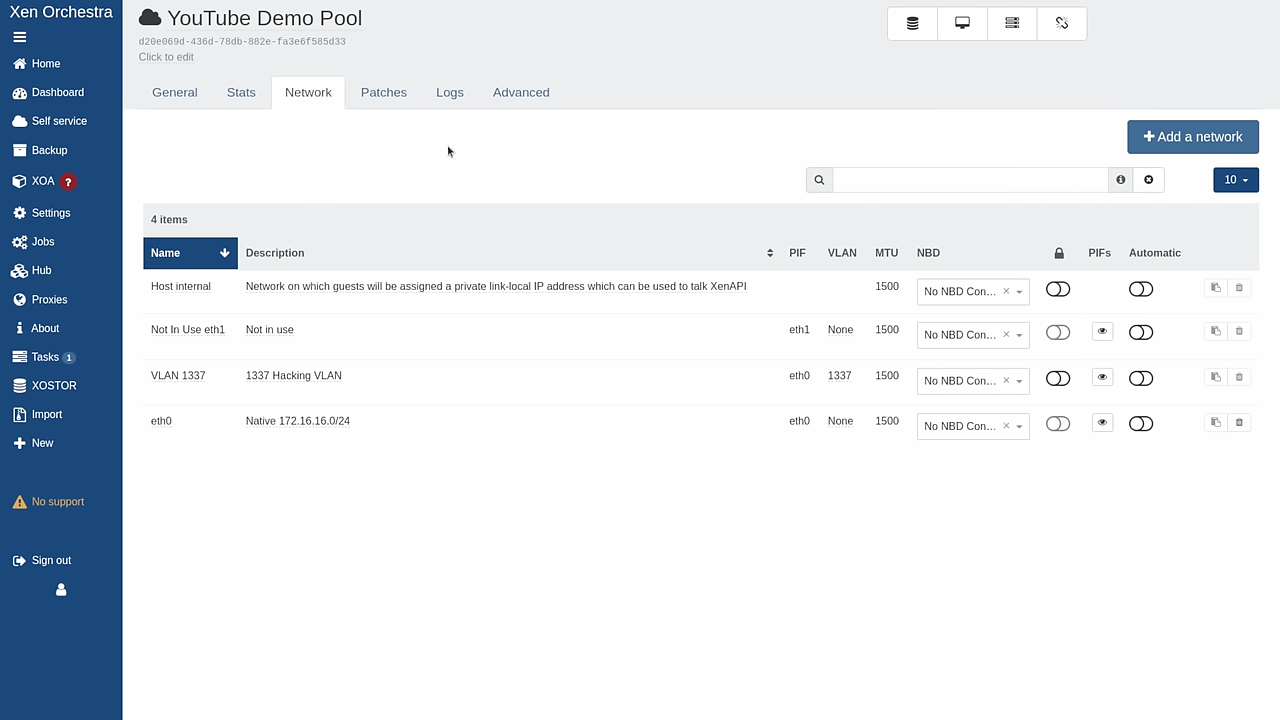 Xen Orchestra
Home
Dashboard
Self service
Backup
XOA ?
Settings
Jobs
Hub
Proxies
About
Tasks 1
XOSTOR
Import
New
No support
Sign out
YouTube Demo Pool
d20e069d-436d-78db-882e-fa3e6f585d33
Click to edit
General Stats Network Patches Logs Advanced
Add a network
10
4 items
Name Description PIF VLAN MTU NBD PIFs Automatic
Host internal Network on which guests will be assigned a private link-local IP address which can be used to talk XenAPI 1500 No NBD Con...
Not In Use eth1 Not in use eth1 None 1500 No NBD Con...
VLAN 1337 1337 Hacking VLAN eth0 1337 1500 No NBD Con...
eth0 Native 172.16.16.0/24 eth0 None 1500 No NBD Con...